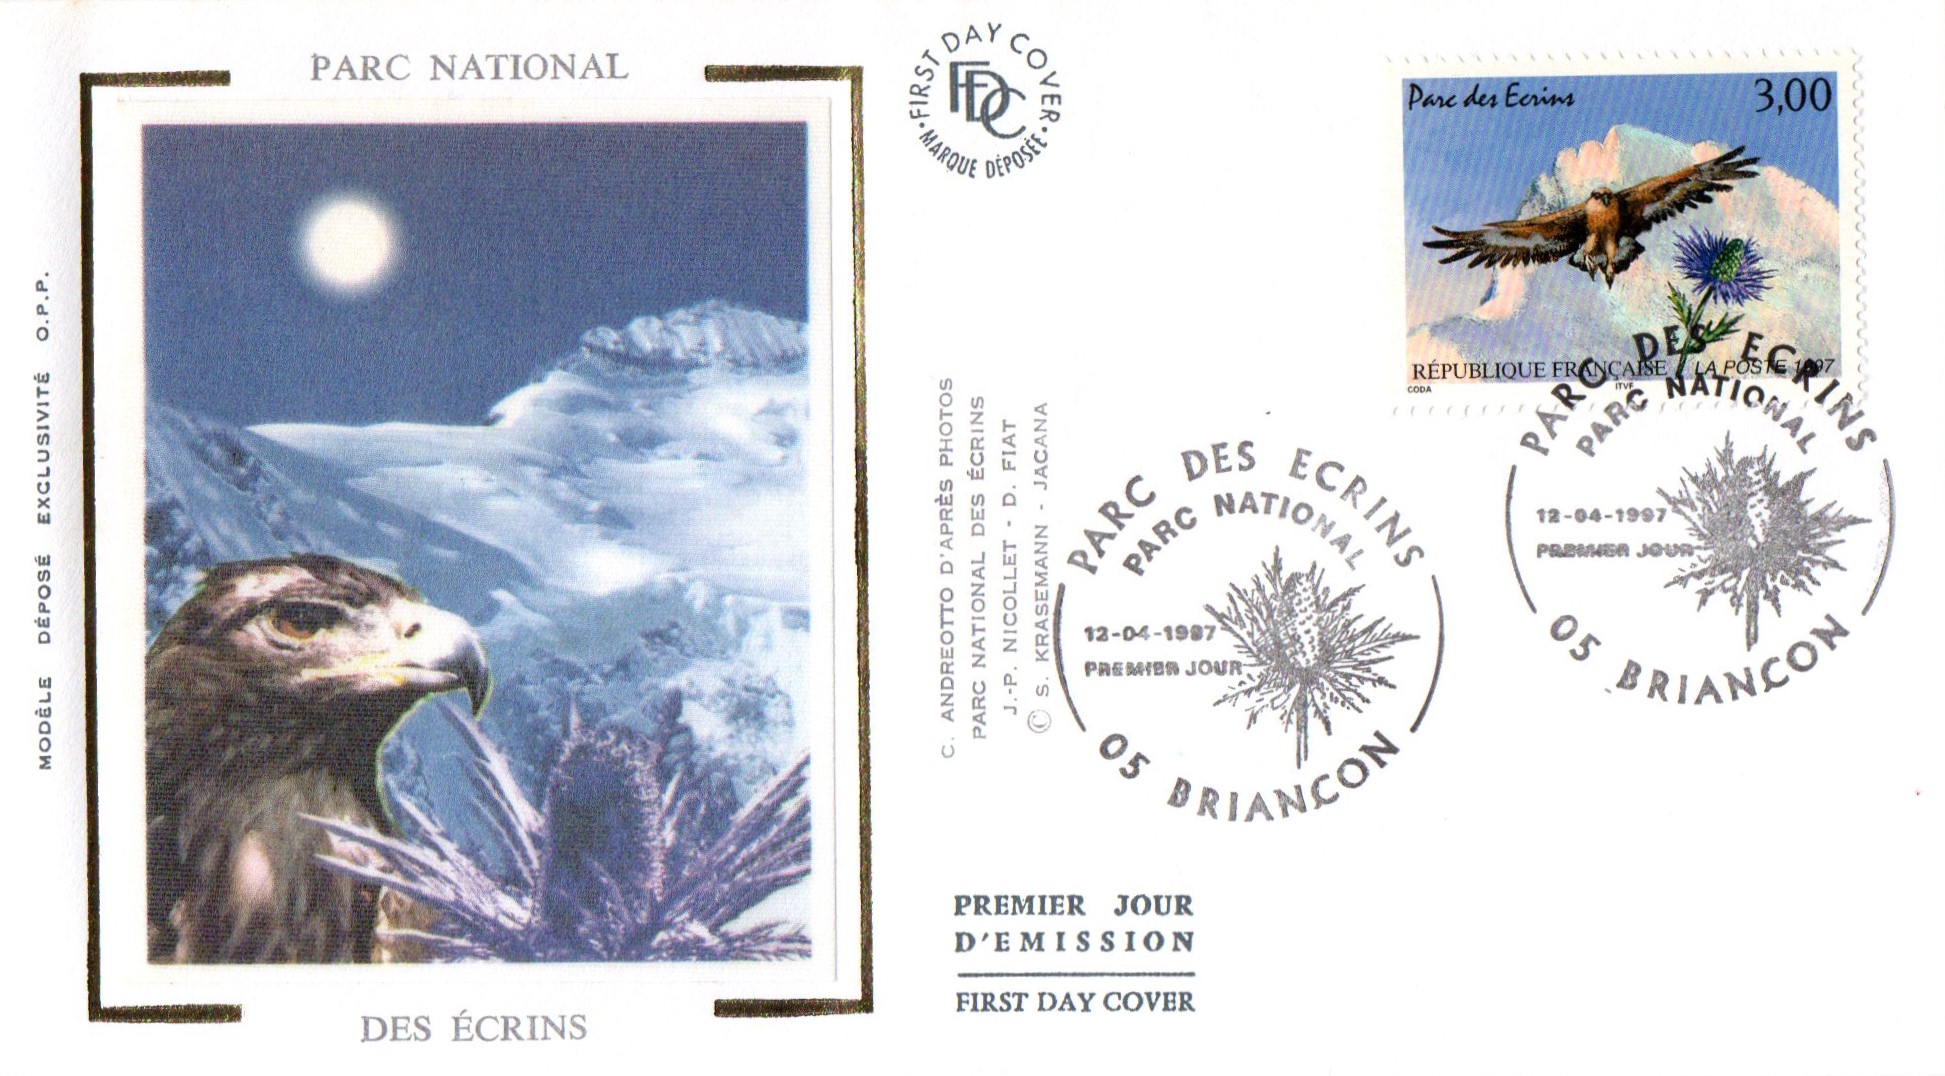 PARC NATIONAL
DES ÉCRINS
MODÈLE DÉPOSÉ EXCLUSIVITÉ O.P.P.
FIRST DAY COVER
FDC
MARQUE DÉPOSÉE
C. ANDREOTTO D'APRÈS PHOTOS
PARC NATIONAL DES ÉCRINS
J.-P. NICOLLET - D. FIAT
© S. KRASEMANN - JACANA
Parc des Ecrins 3,00
RÉPUBLIQUE FRANÇAISE LA POSTE 1997
CODA ITVF
PARC DES ECRINS
PARC NATIONAL
12-04-1997
PREMIER JOUR
05 BRIANÇON
PARC DES ECRINS
PARC NATIONAL
12-04-1997
PREMIER JOUR
05 BRIANÇON
PREMIER JOUR
D'EMISSION
FIRST DAY COVER